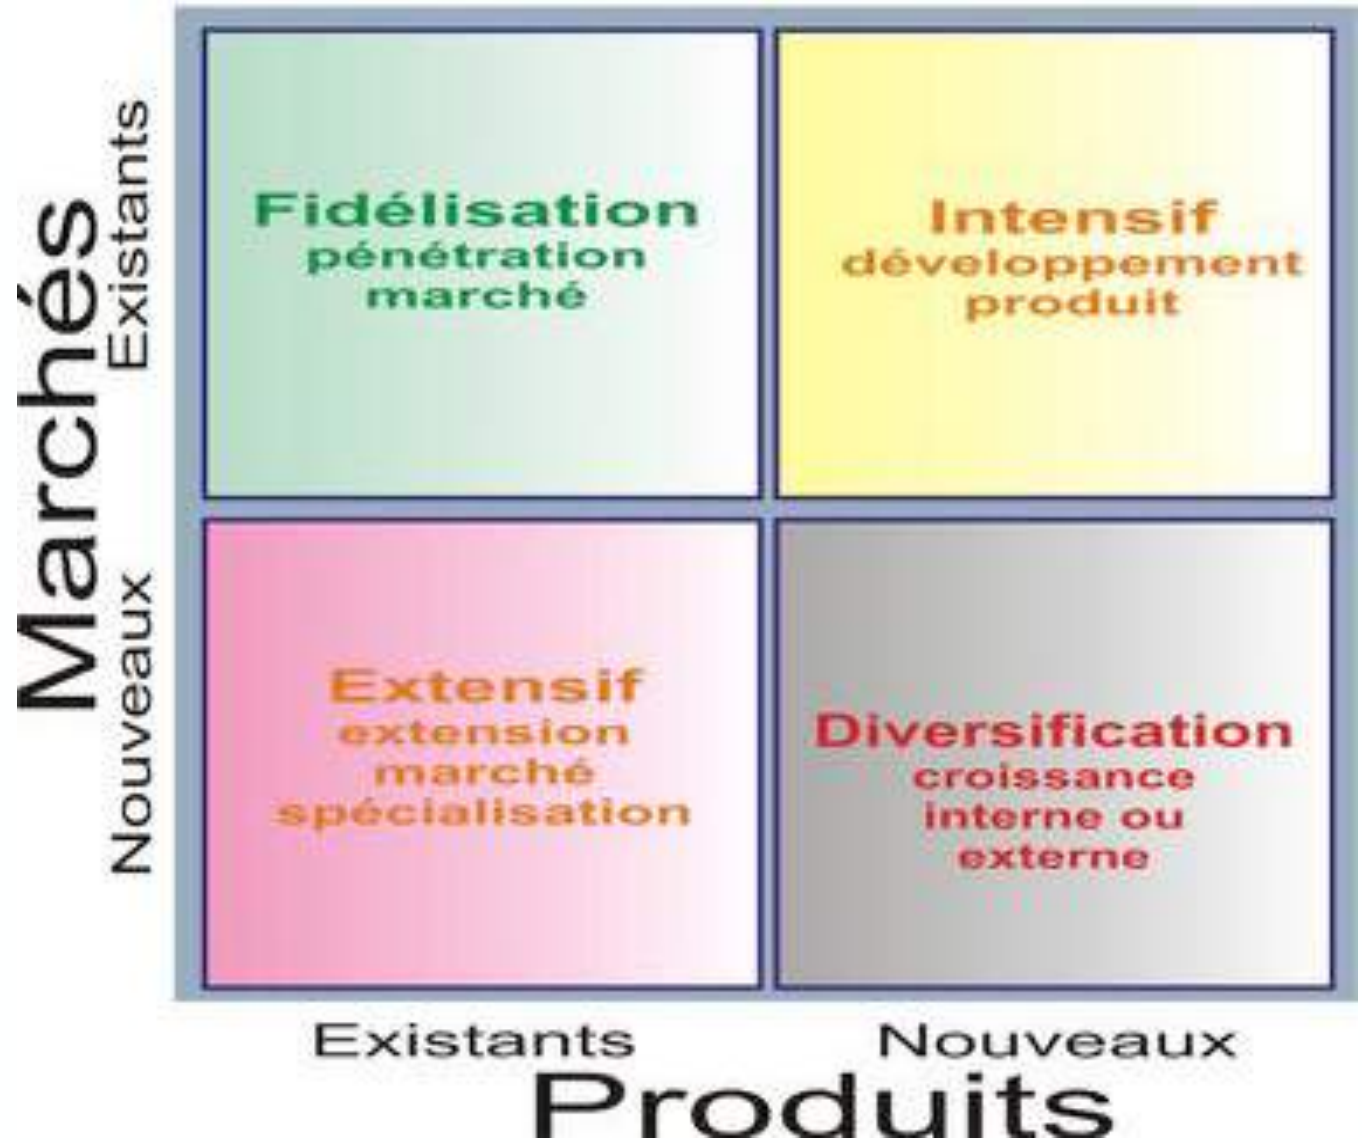 Marchés
Existants
Nouveaux
Fidélisation
pénétration
marché
Intensif
développement
produit
Extensif
extension
marché
spécialisation
Diversification
croissance
interne ou
externe
Existants
Nouveaux
Produits